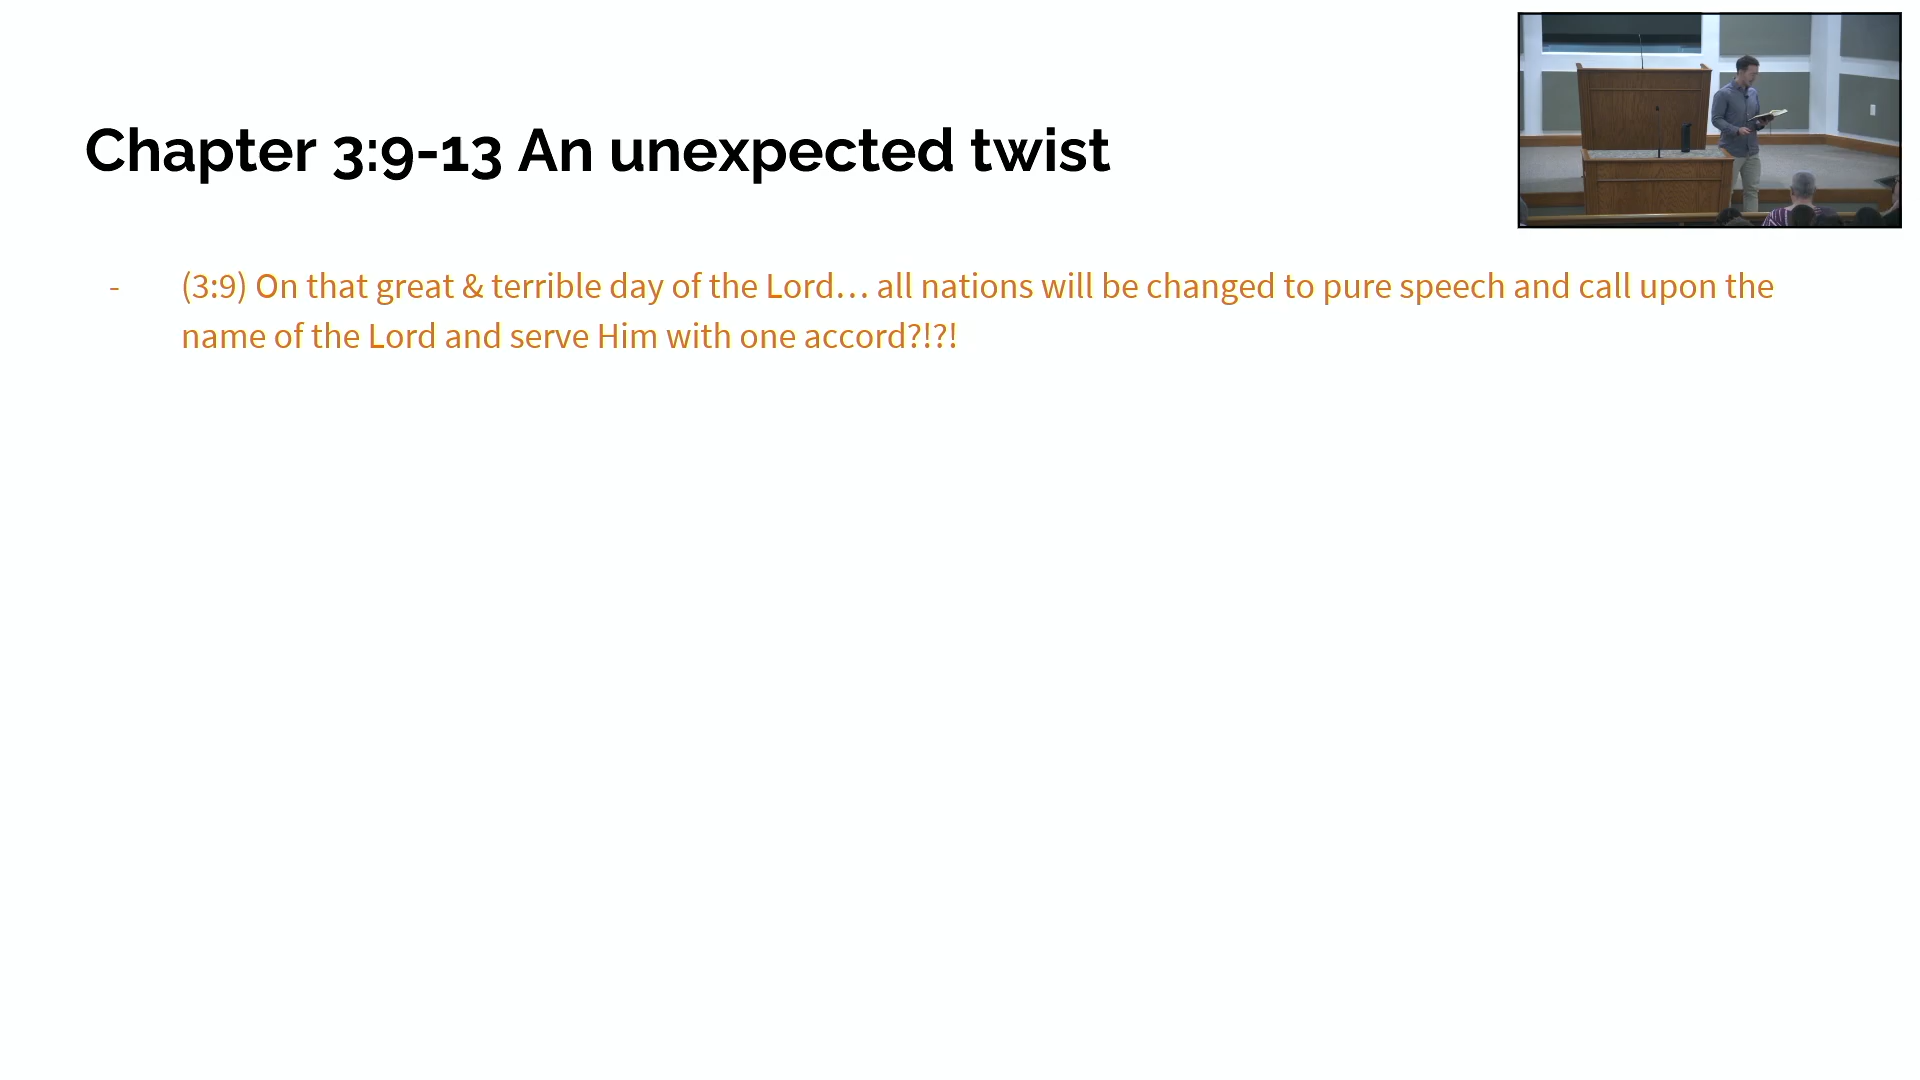 Chapter 3:9-13 An unexpected twist
- (3:9) On that great & terrible day of the Lord… all nations will be changed to pure speech and call upon the
name of the Lord and serve Him with one accord?!?!